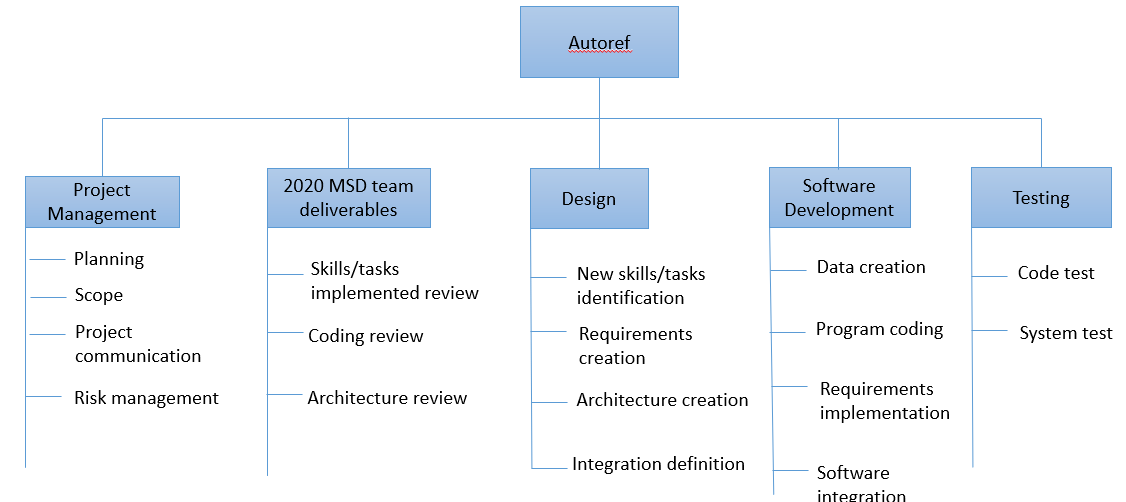 Autoref
Project
Management
Planning
Scope
Project
communication
Risk management
2020 MSD team
deliverables
Skills/tasks
implemented review
Coding review
Architecture review
Design
New skills/tasks
identification
Requirements
creation
Architecture creation
Integration definition
Software
Development
Data creation
Program coding
Requirements
implementation
Software
integration
Testing
Code test
System test